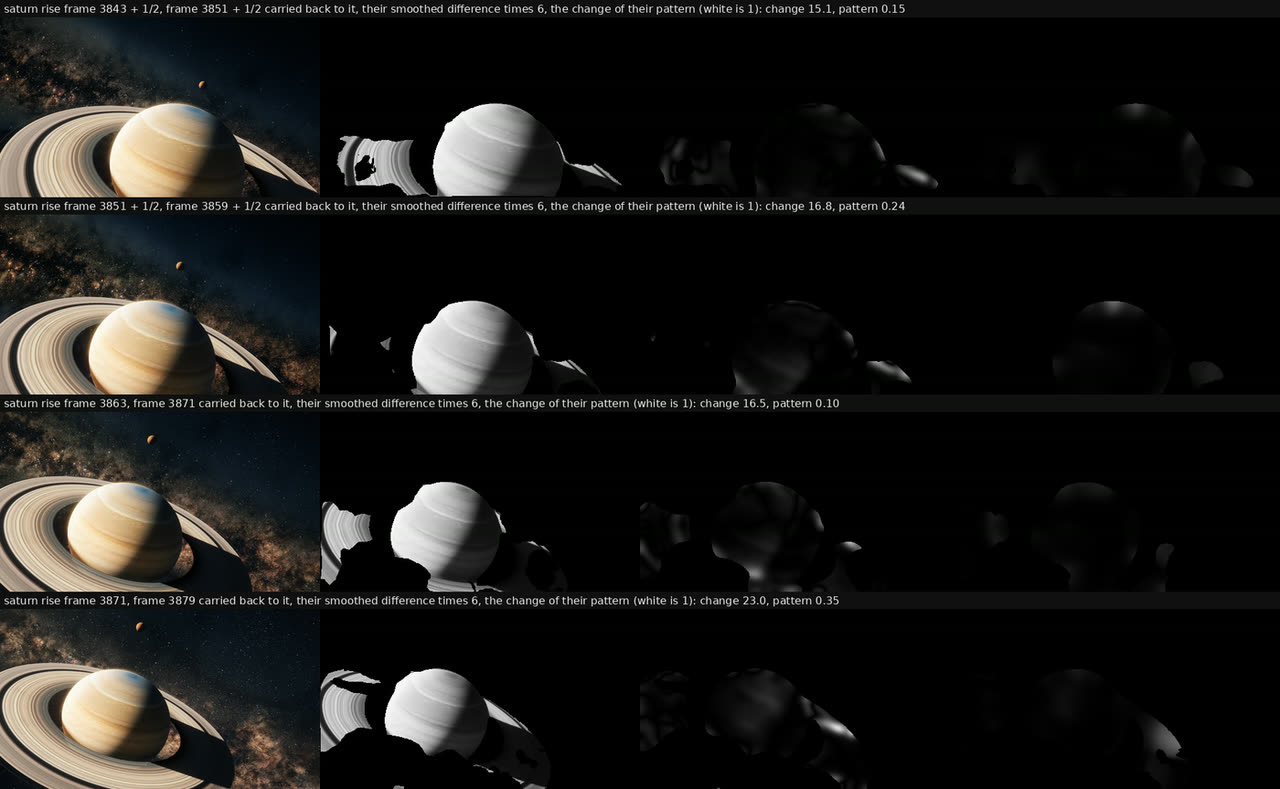 saturn rise frame 3843 + 1/2, frame 3851 + 1/2 carried back to it, their smoothed difference times 6, the change of their pattern (white is 1): change 15.1, pattern 0.15
saturn rise frame 3851 + 1/2, frame 3859 + 1/2 carried back to it, their smoothed difference times 6, the change of their pattern (white is 1): change 16.8, pattern 0.24
saturn rise frame 3863, frame 3871 carried back to it, their smoothed difference times 6, the change of their pattern (white is 1): change 16.5, pattern 0.10
saturn rise frame 3871, frame 3879 carried back to it, their smoothed difference times 6, the change of their pattern (white is 1): change 23.0, pattern 0.35